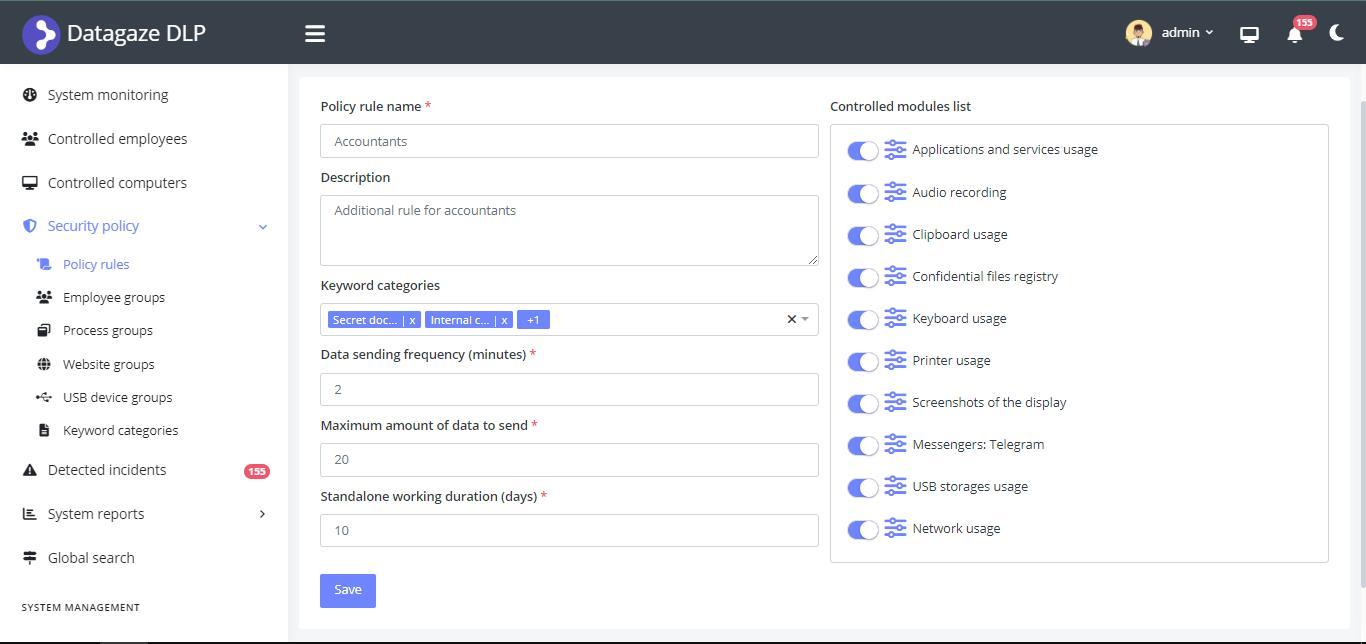 Datagaze DLP
admin
155
System monitoring
Controlled employees
Controlled computers
Security policy
Policy rules
Employee groups
Process groups
Website groups
USB device groups
Keyword categories
Detected incidents 155
System reports
Global search
SYSTEM MANAGEMENT
Policy rule name *
Accountants
Description
Additional rule for accountants
Keyword categories
Secret doc... | x Internal c... | x +1
Data sending frequency (minutes) *
2
Maximum amount of data to send *
20
Standalone working duration (days) *
10
Save
Controlled modules list
Applications and services usage
Audio recording
Clipboard usage
Confidential files registry
Keyboard usage
Printer usage
Screenshots of the display
Messengers: Telegram
USB storages usage
Network usage